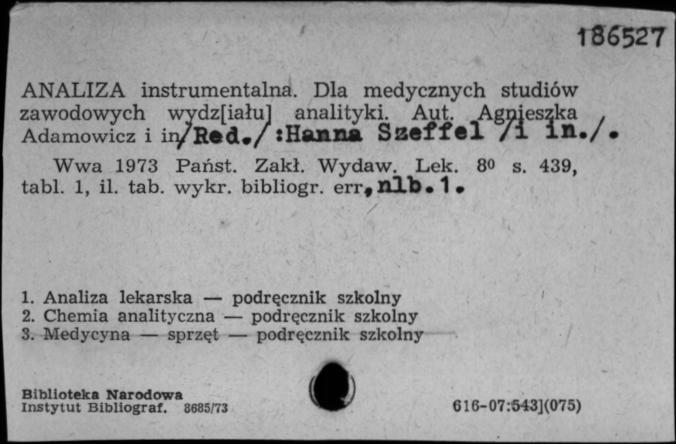 186527
ANALIZA instrumentalna. Dla medycznych studiów
zawodowych wydz[iału] analityki. Aut. Agnieszka
Adamowicz i in/Red./:Hanna Szeffel /i in./.
Wwa 1973 Państ. Zakł. Wydaw. Lek. 8⁰ s. 439,
tabl. 1, il. tab. wykr. bibliogr. err,nlb.1.
1. Analiza lekarska — podręcznik szkolny
2. Chemia analityczna — podręcznik szkolny
3. Medycyna — sprzęt — podręcznik szkolny
Biblioteka Narodowa
Instytut Bibliograf. 8685/73
616-07:543](075)